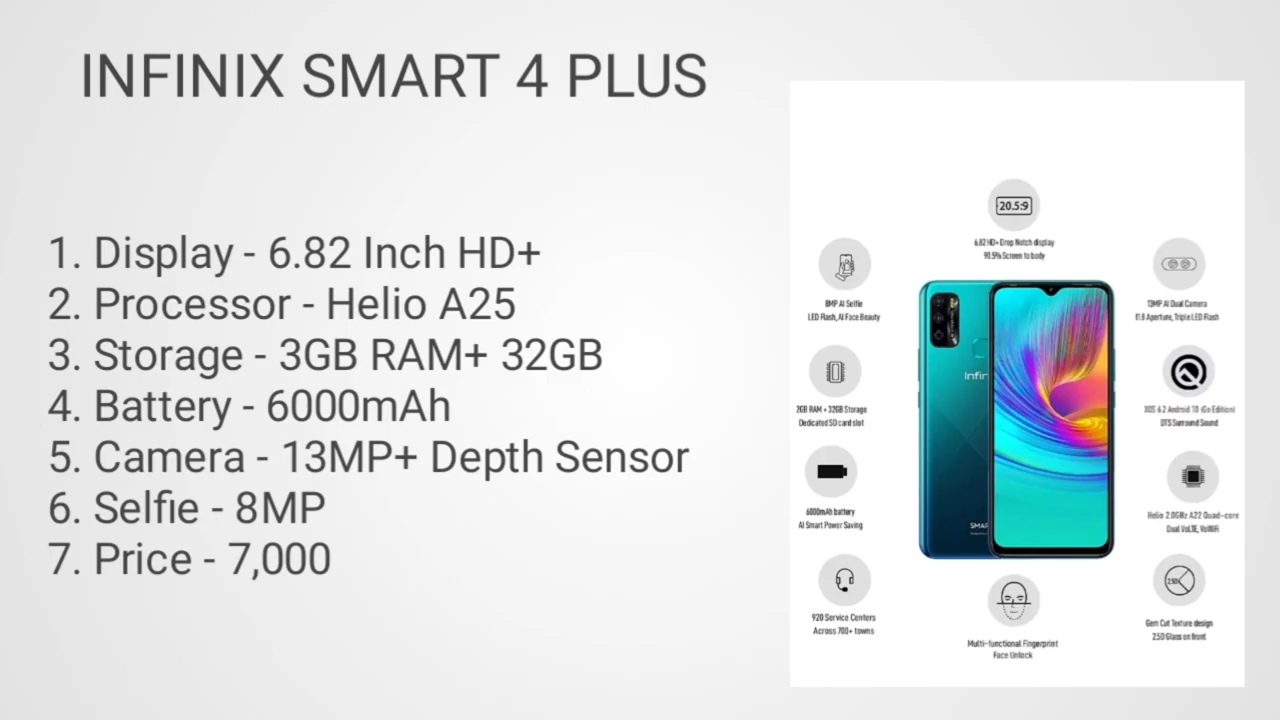 INFINIX SMART 4 PLUS
1. Display - 6.82 Inch HD+
2. Processor - Helio A25
3. Storage - 3GB RAM+ 32GB
4. Battery - 6000mAh
5. Camera - 13MP+ Depth Sensor
6. Selfie - 8MP
7. Price - 7,000
20.5:9
6.82 HD+ Drop Notch display
90.5% Screen to body
8MP AI Selfie
LED Flash, AI Face Beauty
13MP AI Dual Camera
f1.8 Aperture, Triple LED Flash
2GB RAM + 32GB Storage
Dedicated SD card slot
XOS 6.2 Android 10 (Go Edition)
DTS Surround Sound
Infin
6000mAh battery
AI Smart Power Saving
Helio 2.0GHz A22 Quad-core
Dual VoLTE, VoWiFi
SMAR
920 Service Centers
Across 700+ towns
2.5D
Gem Cut Texture design
2.5D Glass on front
Multi-functional Fingerprint
Face Unlock